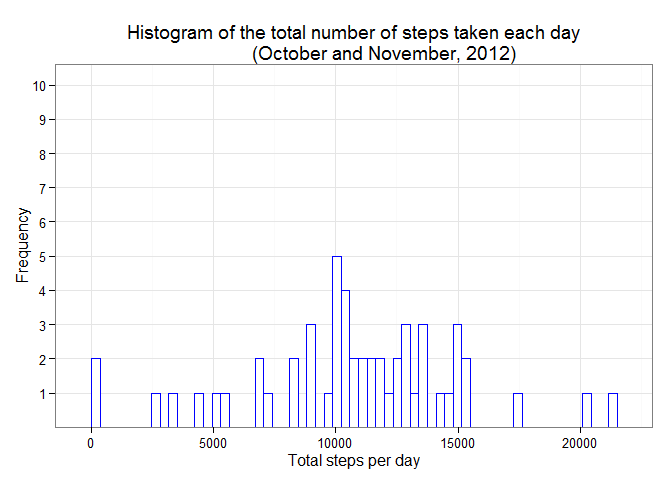 Histogram of the total number of steps taken each day
(October and November, 2012)
10
9
8
7
6
5
4
3
2
1
Frequency
0 5000 10000 15000 20000
Total steps per day